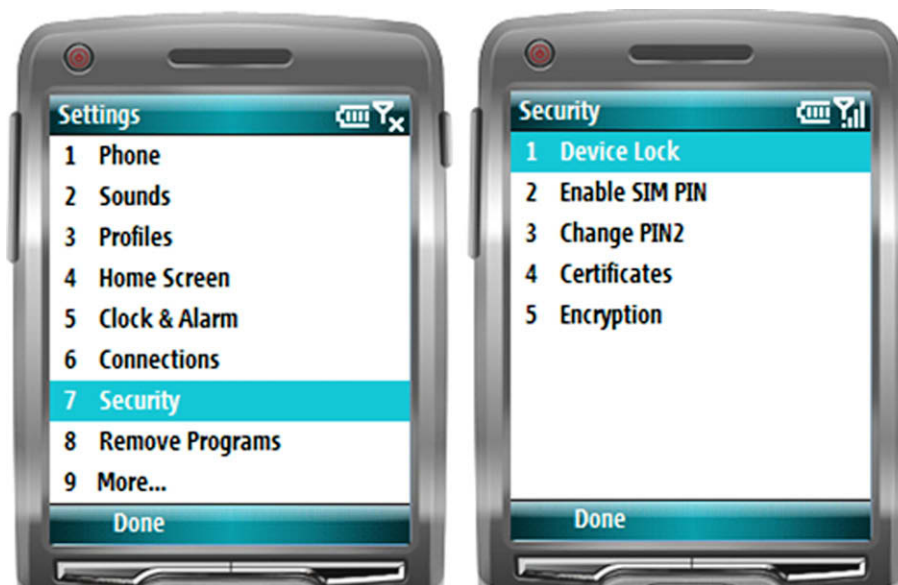 Settings
1 Phone
2 Sounds
3 Profiles
4 Home Screen
5 Clock & Alarm
6 Connections
7 Security
8 Remove Programs
9 More...
Done
Security
1 Device Lock
2 Enable SIM PIN
3 Change PIN2
4 Certificates
5 Encryption
Done